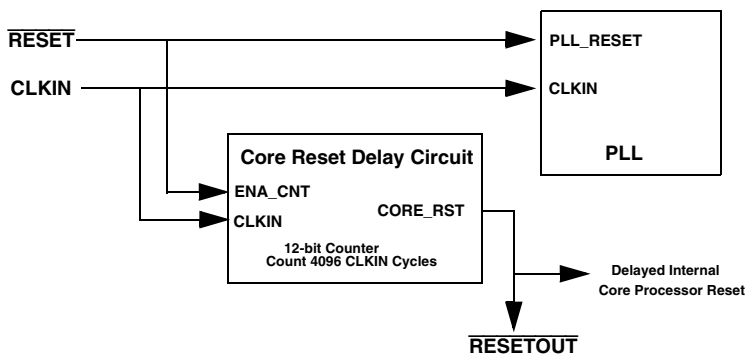 RESET
PLL_RESET
CLKIN
CLKIN
PLL
Core Reset Delay Circuit
ENA_CNT
CORE_RST
CLKIN
12-bit Counter
Count 4096 CLKIN Cycles
Delayed Internal
Core Processor Reset
RESETOUT